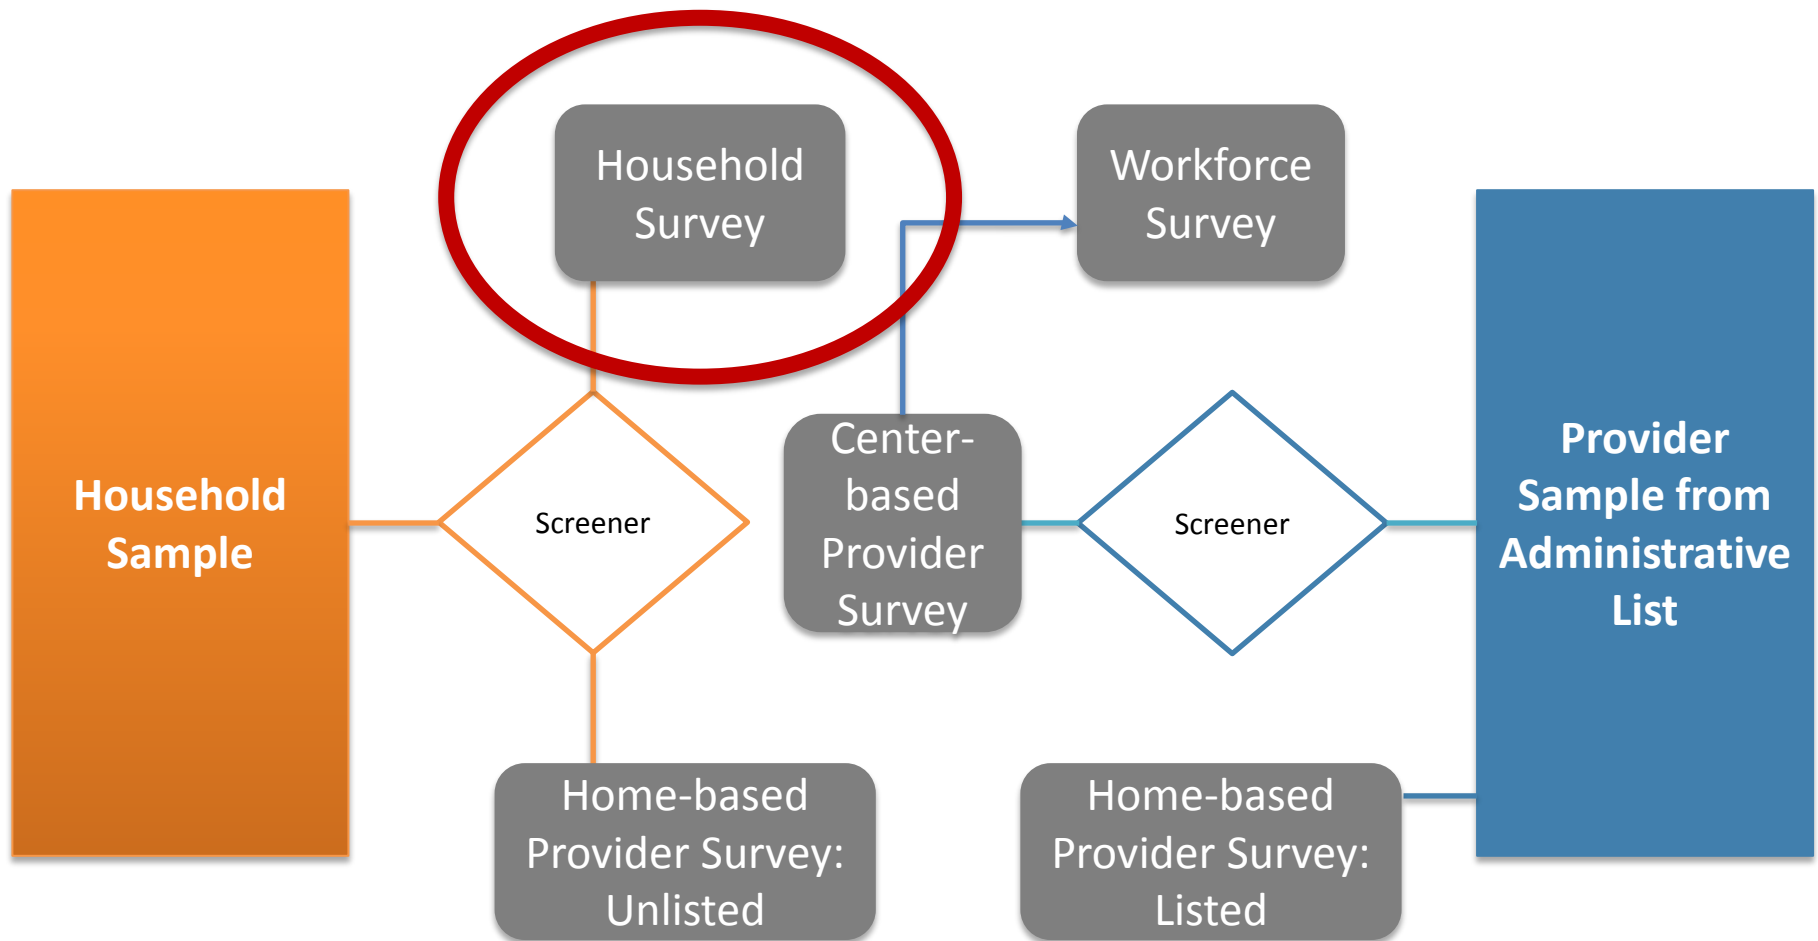 Household
Survey
Workforce
Survey
Household
Sample
Screener
Center-
based
Provider
Survey
Screener
Provider
Sample from
Administrative
List
Home-based
Provider Survey:
Unlisted
Home-based
Provider Survey:
Listed